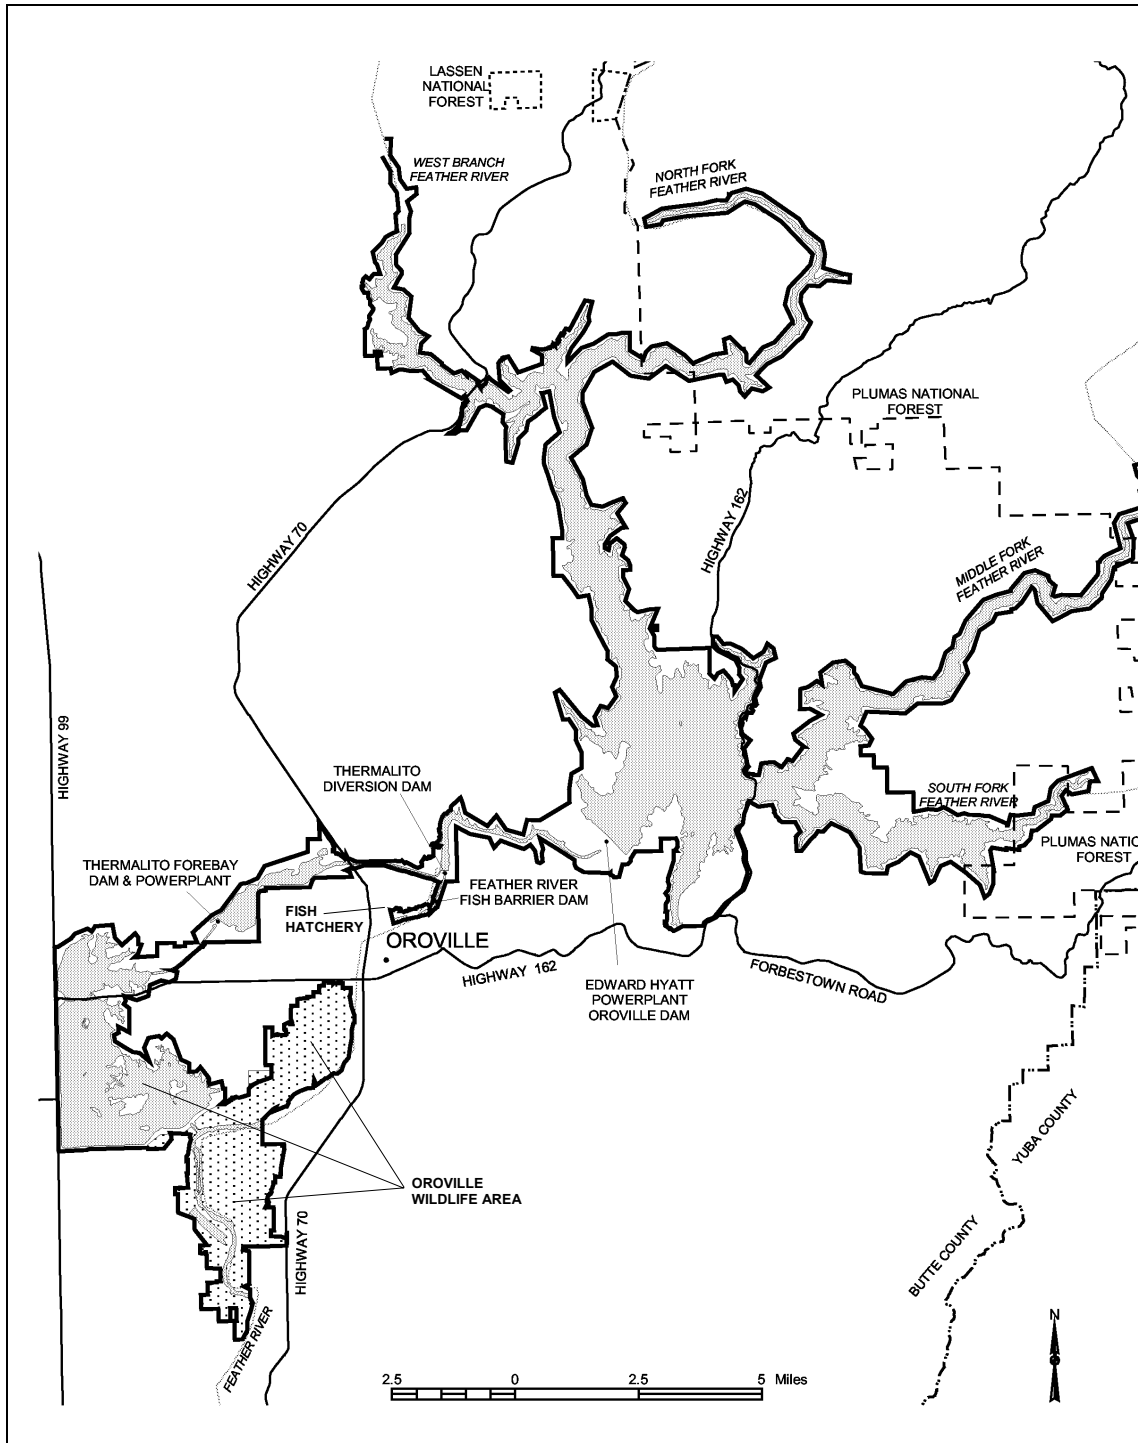 LASSEN
NATIONAL
FOREST
WEST BRANCH
FEATHER RIVER
NORTH FORK
FEATHER RIVER
PLUMAS NATIONAL
FOREST
HIGHWAY 162
HIGHWAY 70
MIDDLE FORK
FEATHER RIVER
HIGHWAY 99
THERMALITO
DIVERSION DAM
SOUTH FORK
FEATHER RIVER
THERMALITO FOREBAY
DAM & POWERPLANT
PLUMAS NATIO
FOREST
FEATHER RIVER
FISH BARRIER DAM
FISH
HATCHERY
OROVILLE
HIGHWAY 162
FORBESTOWN ROAD
EDWARD HYATT
POWERPLANT
OROVILLE DAM
YUBA COUNTY
OROVILLE
WILDLIFE AREA
HIGHWAY 70
BUTTE COUNTY
FEATHER RIVER
N
2.5 0 2.5 5 Miles